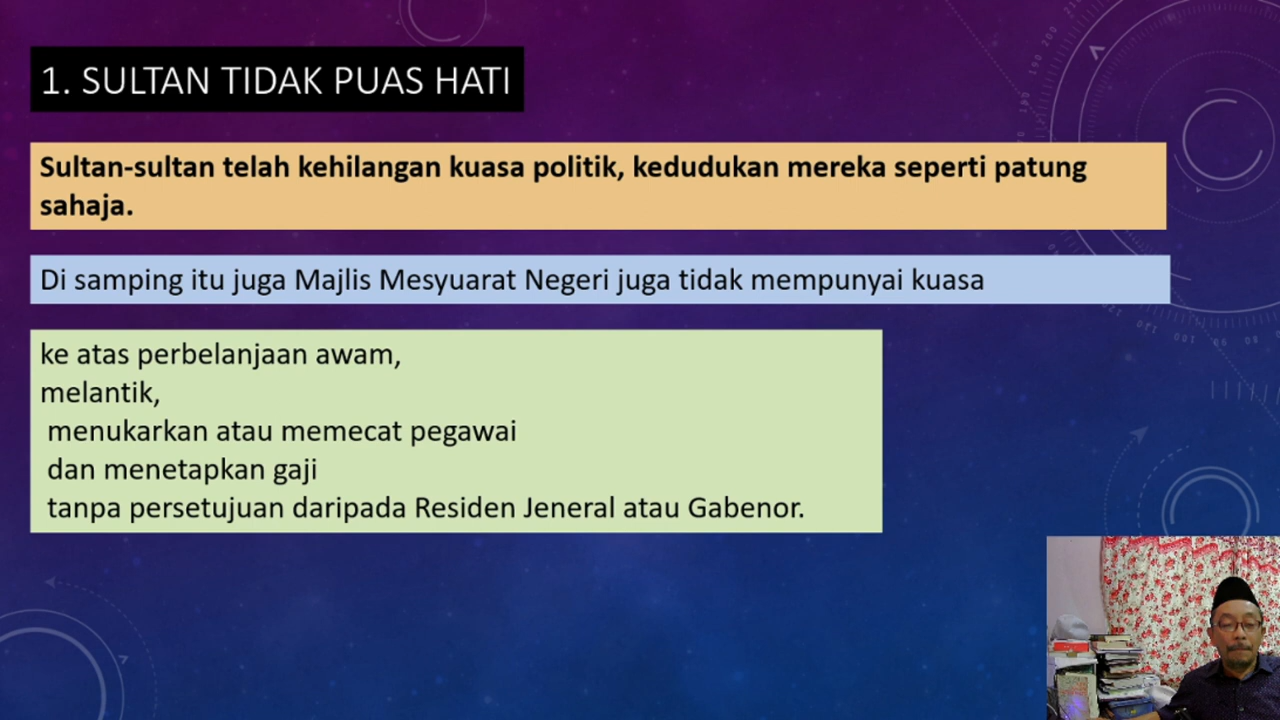 1. SULTAN TIDAK PUAS HATI
Sultan-sultan telah kehilangan kuasa politik, kedudukan mereka seperti patung
sahaja.
Di samping itu juga Majlis Mesyuarat Negeri juga tidak mempunyai kuasa
ke atas perbelanjaan awam,
melantik,
menukarkan atau memecat pegawai
dan menetapkan gaji
tanpa persetujuan daripada Residen Jeneral atau Gabenor.